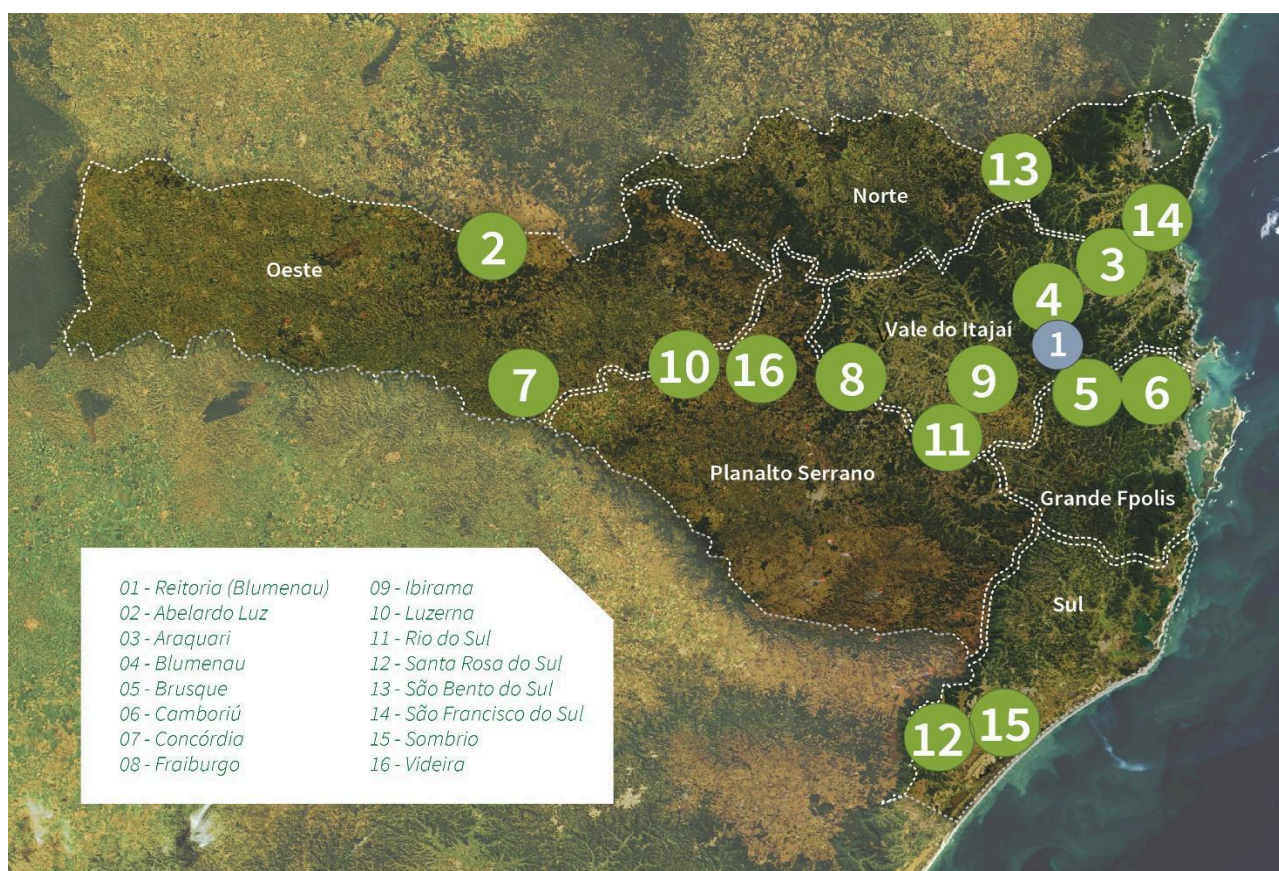 13
Norte
14
2
3
Oeste
4
Vale do Itajaí
1
10
16
8
9
7
5
6
11
Planalto Serrano
Grande Fpolis
Sul
12
15
01 - Reitoria (Blumenau)
02 - Abelardo Luz
03 - Araquari
04 - Blumenau
05 - Brusque
06 - Camboriú
07 - Concórdia
08 - Fraiburgo
09 - Ibirama
10 - Luzerna
11 - Rio do Sul
12 - Santa Rosa do Sul
13 - São Bento do Sul
14 - São Francisco do Sul
15 - Sombrio
16 - Videira